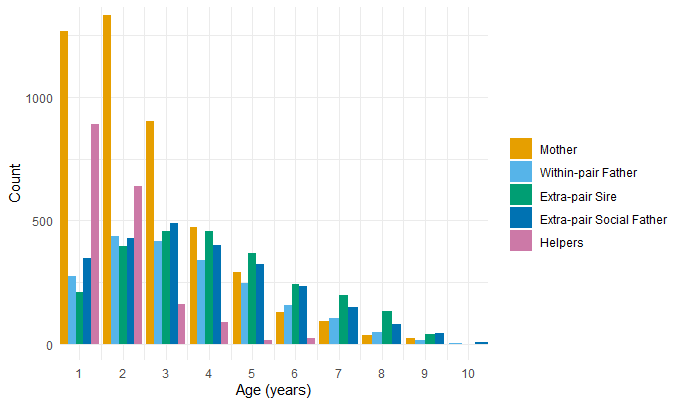 Count
1000
500
0
1 2 3 4 5 6 7 8 9 10
Age (years)
Mother
Within-pair Father
Extra-pair Sire
Extra-pair Social Father
Helpers